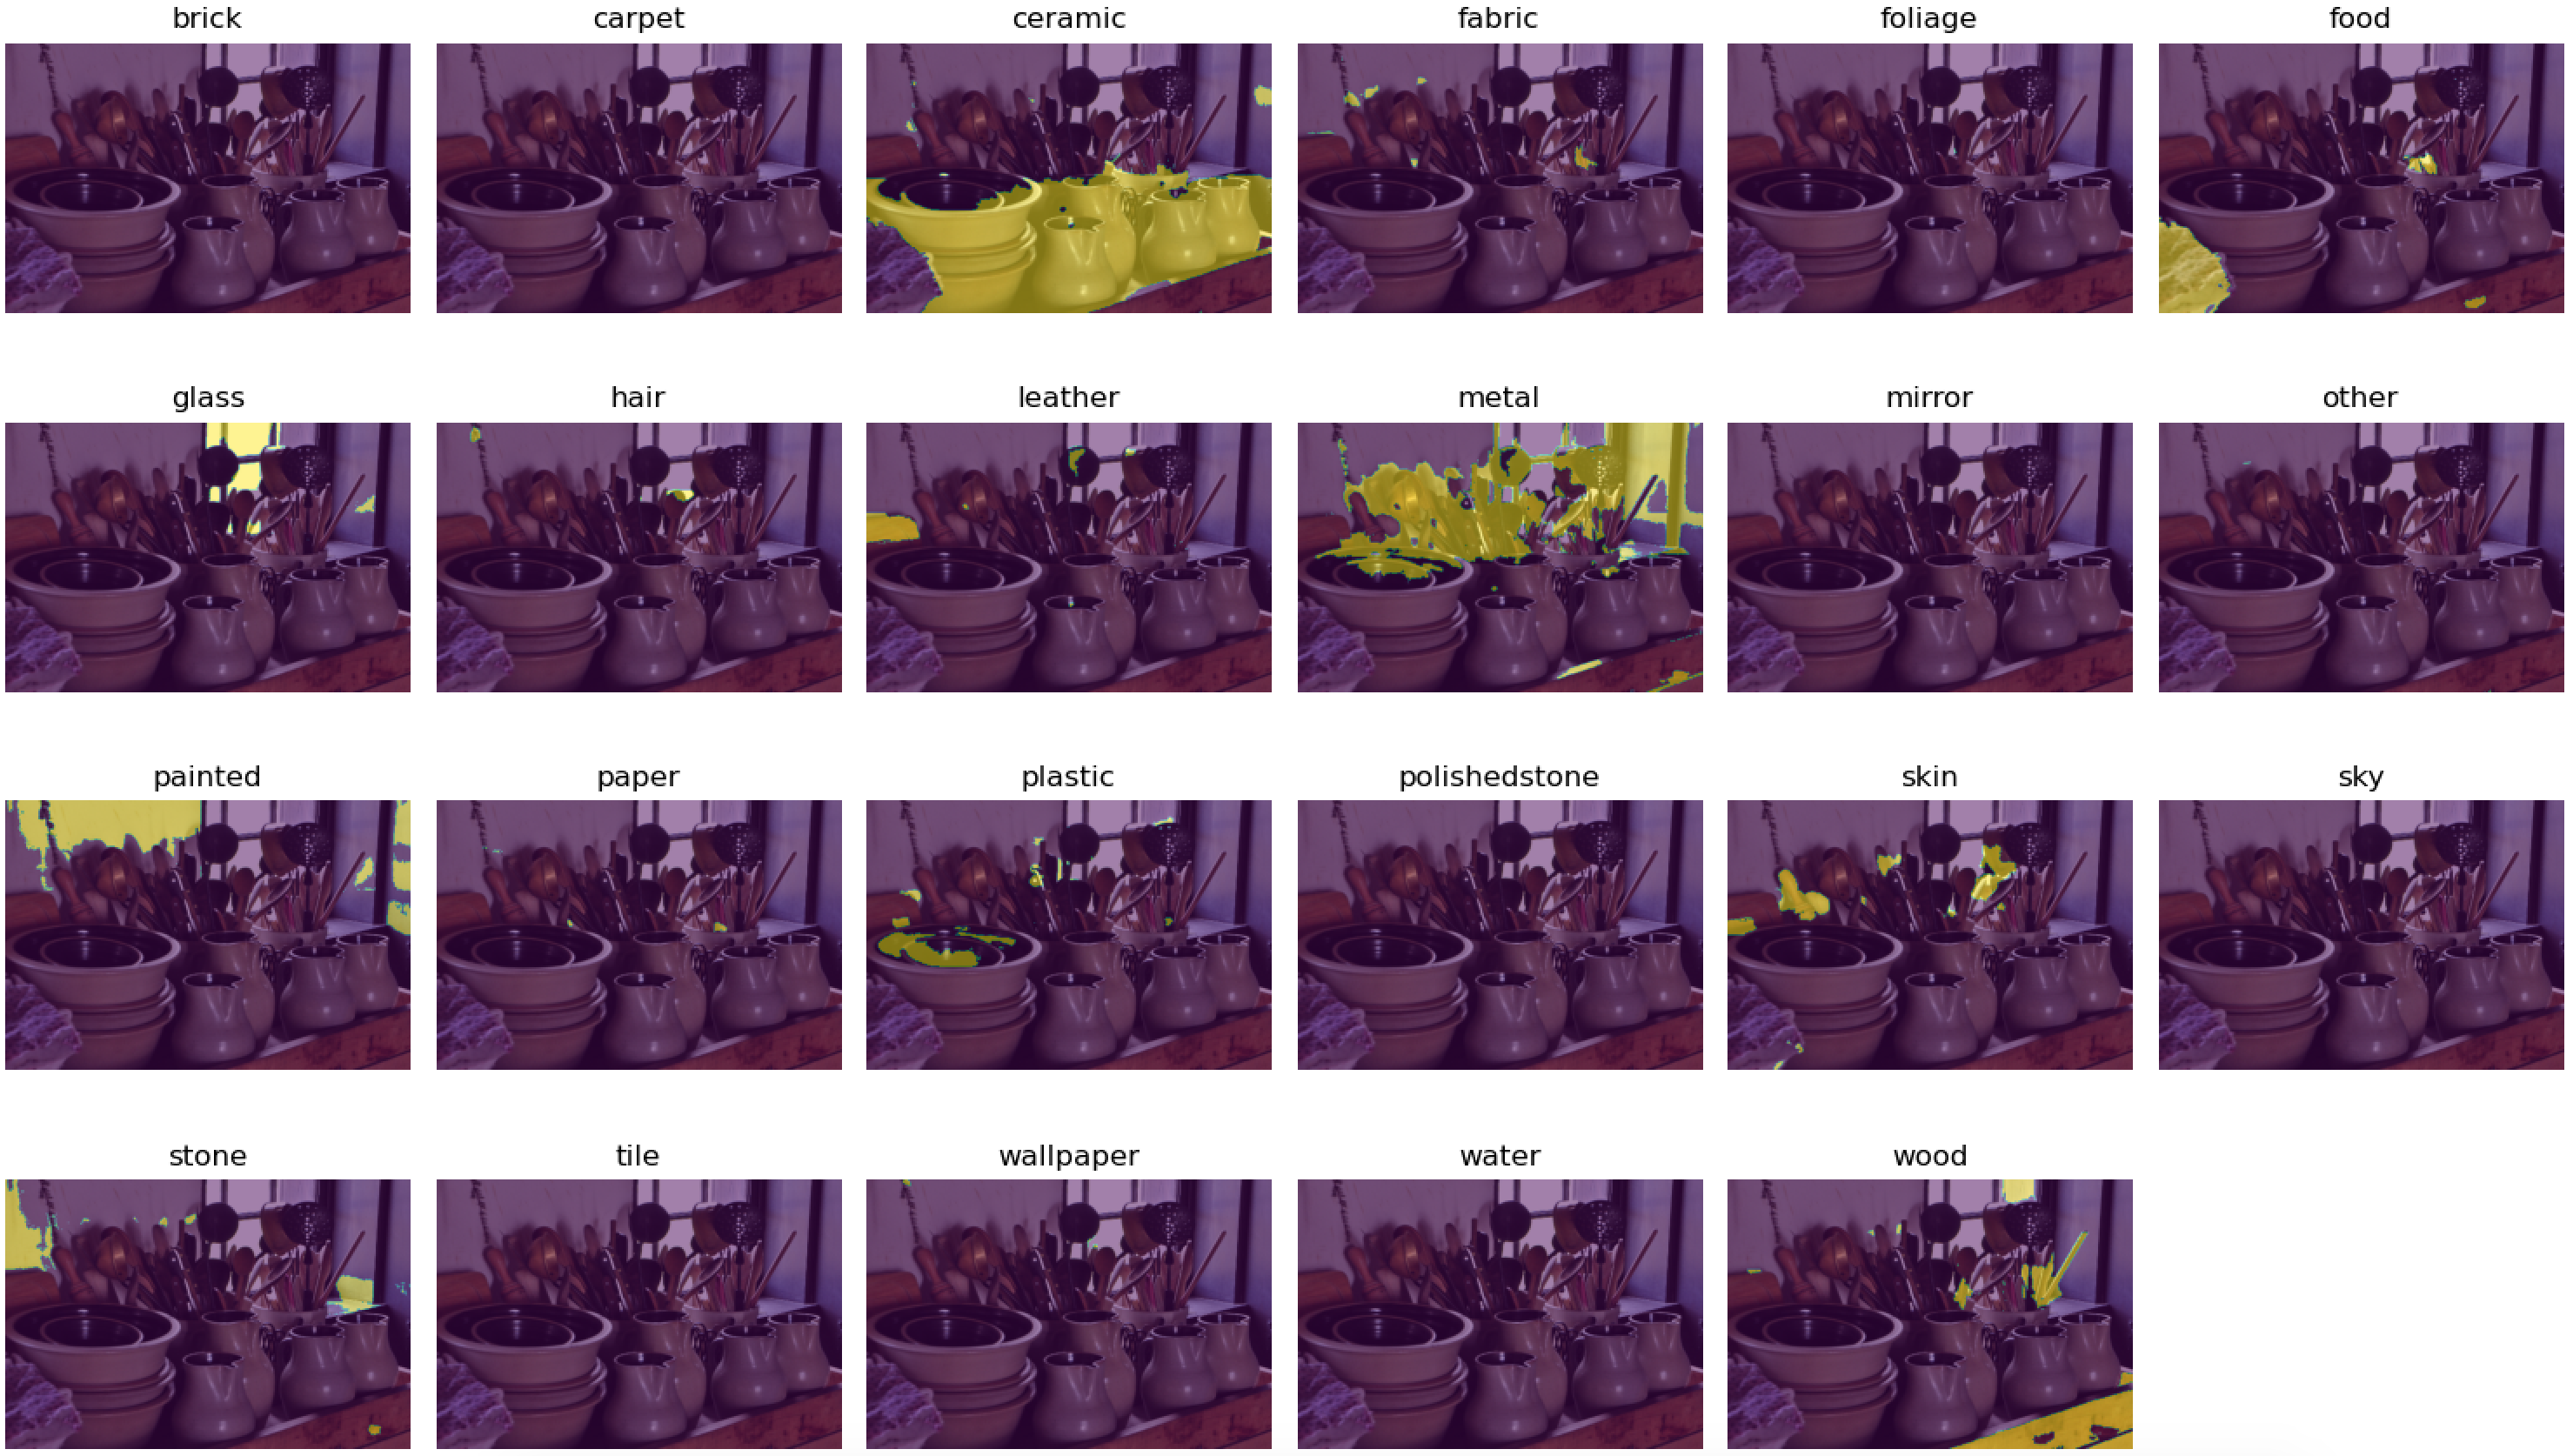 brick carpet ceramic fabric foliage food
glass hair leather metal mirror other
painted paper plastic polishedstone skin sky
stone tile wallpaper water wood